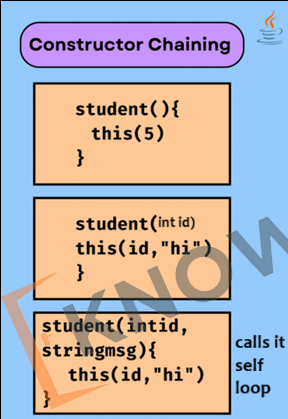 Constructor Chaining
student(){
this(5)
}
student(int id)
this(id,"hi")
}
student(intid,
stringmsg){
this(id,"hi")
}
calls it
self
loop
KNOW